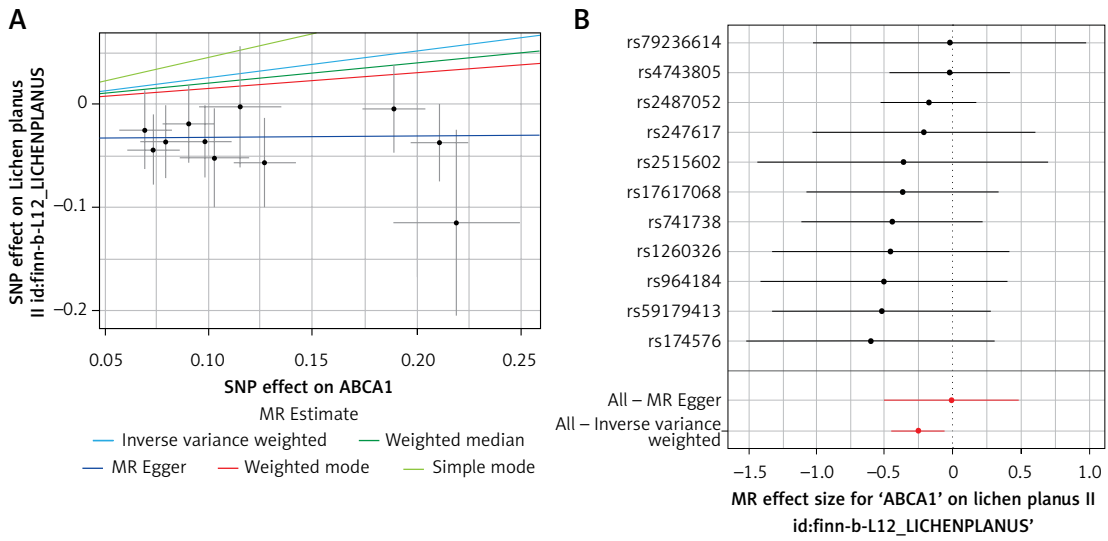 A
SNP effect on Lichen planus
II id:finn-b-L12_LICHENPLANUS
0
–0.1
–0.2
0.05 0.10 0.15 0.20 0.25
SNP effect on ABCA1
MR Estimate
Inverse variance weighted
Weighted median
MR Egger
Weighted mode
Simple mode
B
rs79236614
rs4743805
rs2487052
rs247617
rs2515602
rs17617068
rs741738
rs1260326
rs964184
rs59179413
rs174576
All – MR Egger
All – Inverse variance
weighted
–1.5 –1.0 –0.5 0 0.5 1.0
MR effect size for ‘ABCA1’ on lichen planus II
id:finn-b-L12_LICHENPLANUS’